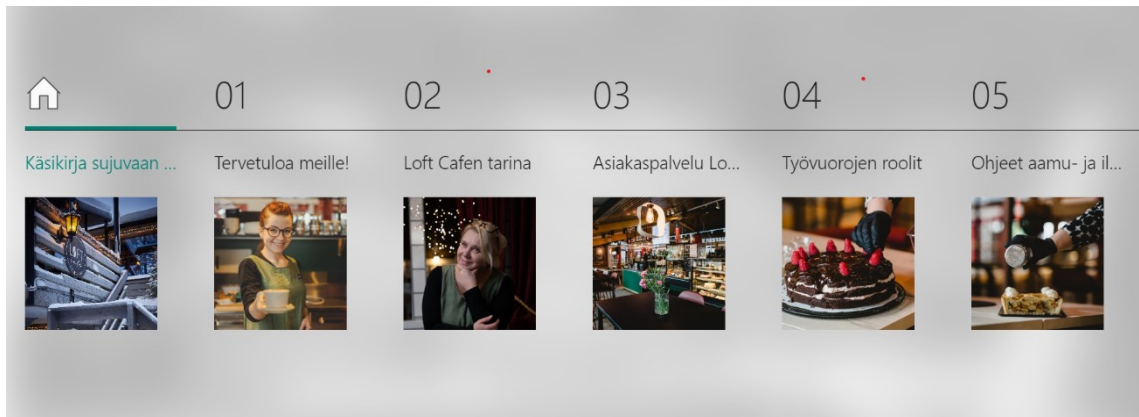 01
02
03
04
05
Käsikirja sujuvaan ...
Tervetuloa meille!
Loft Cafen tarina
Asiakaspalvelu Lo...
Työvuorojen roolit
Ohjeet aamu- ja il...